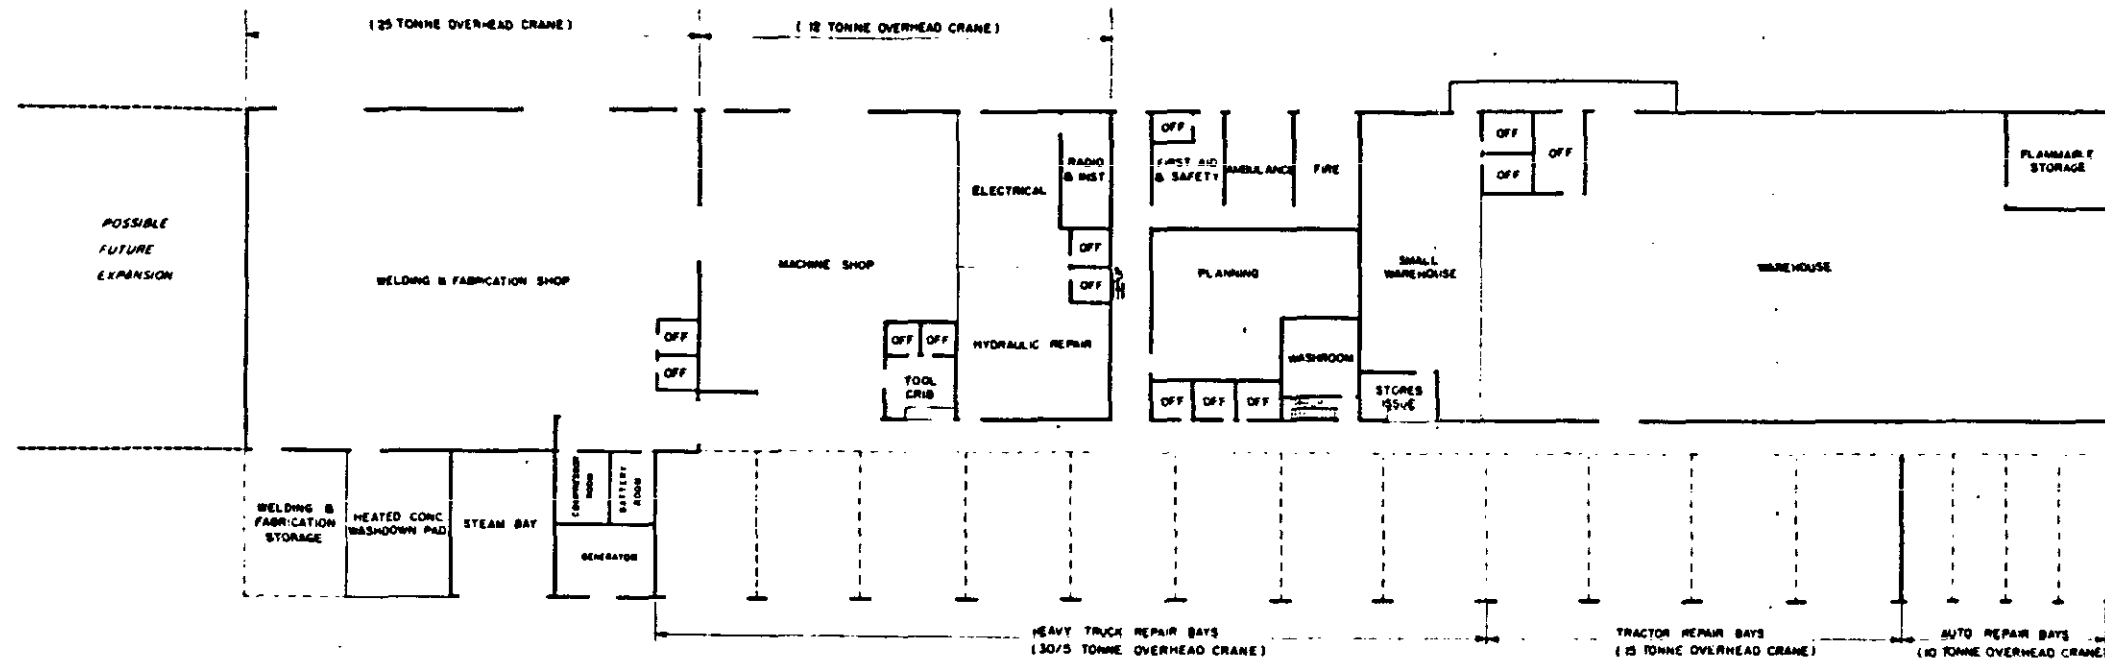 (25 TONNE OVERHEAD CRANE)
(12 TONNE OVERHEAD CRANE)
POSSIBLE
FUTURE
EXPANSION
WELDING & FABRICATION SHOP
OFF
OFF
MACHINE SHOP
OFF
OFF
TOOL
CRIB
ELECTRICAL
RADIO
& INST
OFF
OFF
HYDRAULIC REPAIR
OFF
FIRST AID
& SAFETY
AMBULANCE
FIRE
PLANNING
WASHROOM
OFF
OFF
OFF
SMALL
WAREHOUSE
STORES
ISSUE
OFF
OFF
OFF
WAREHOUSE
FLAMMABLE
STORAGE
WELDING &
FABRICATION
STORAGE
HEATED CONC
WASHDOWN PAD
STEAM BAY
COMPRESSOR
ROOM
BATTERY
ROOM
GENERATOR
HEAVY TRUCK REPAIR BAYS
(30/5 TONNE OVERHEAD CRANE)
TRACTOR REPAIR BAYS
(15 TONNE OVERHEAD CRANE)
AUTO REPAIR BAYS
(10 TONNE OVERHEAD CRANE)